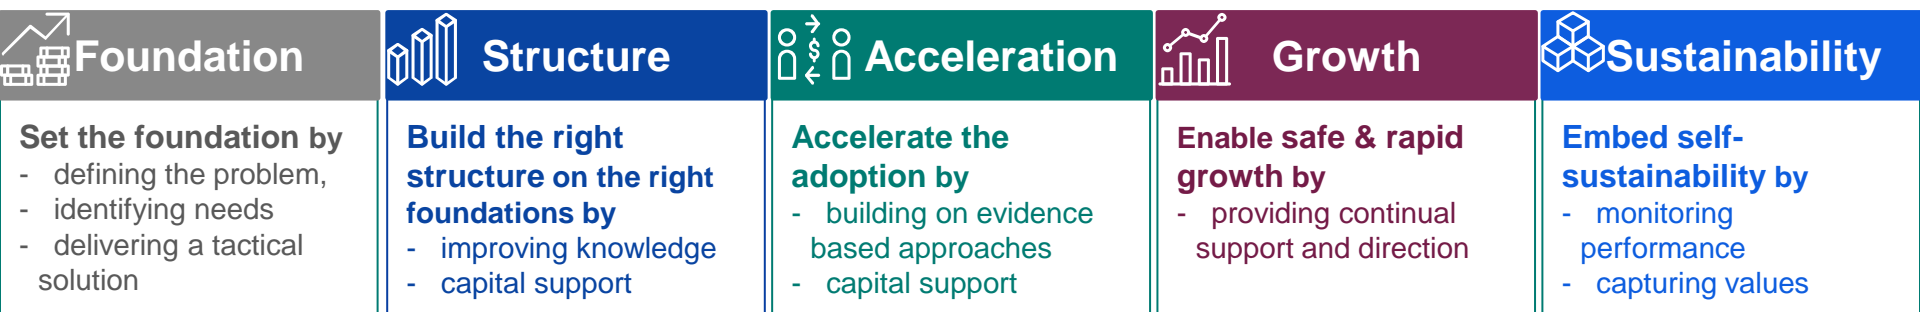 Foundation
Set the foundation by
- defining the problem,
- identifying needs
- delivering a tactical
solution
Structure
Build the right
structure on the right
foundations by
- improving knowledge
- capital support
$
Acceleration
Accelerate the
adoption by
- building on evidence
based approaches
- capital support
Growth
Enable safe & rapid
growth by
- providing continual
support and direction
Sustainability
Embed self-
sustainability by
- monitoring
performance
- capturing values